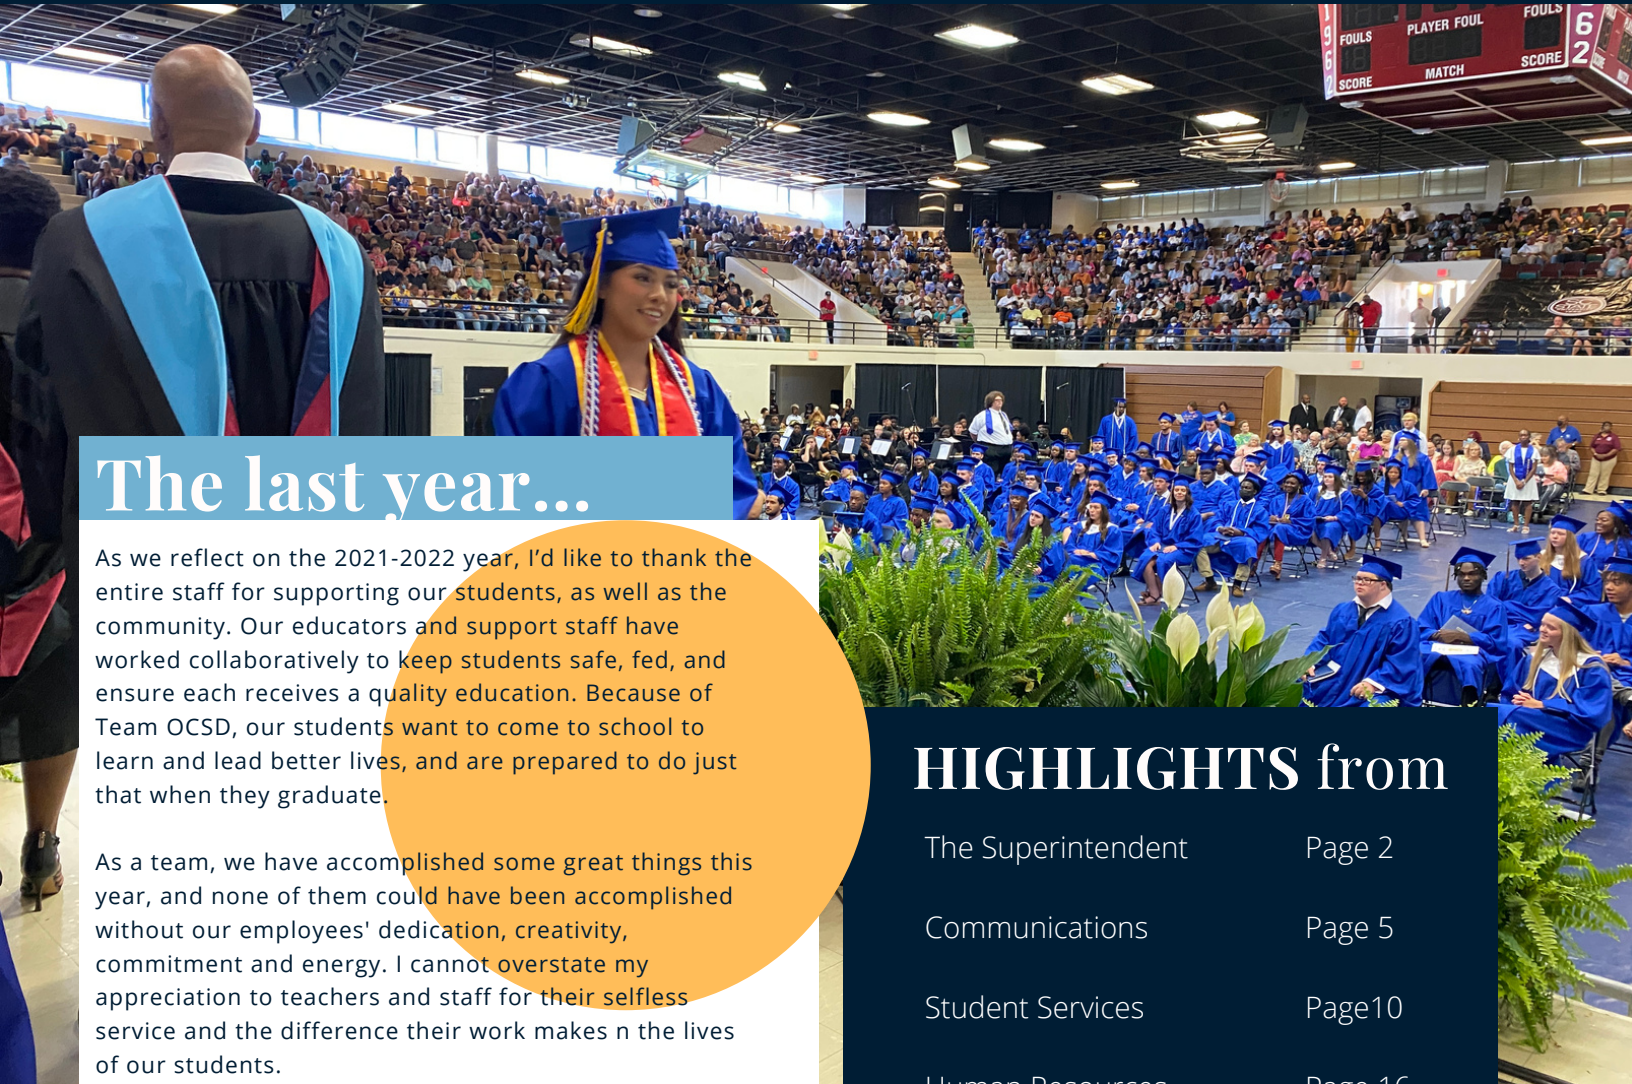 FOULS
PLAYER FOUL
FOULS
SCORE
MATCH
SCORE
1962
62
The last year...
As we reflect on the 2021-2022 year, I’d like to thank the
entire staff for supporting our students, as well as the
community. Our educators and support staff have
worked collaboratively to keep students safe, fed, and
ensure each receives a quality education. Because of
Team OCSD, our students want to come to school to
learn and lead better lives, and are prepared to do just
that when they graduate.
As a team, we have accomplished some great things this
year, and none of them could have been accomplished
without our employees' dedication, creativity,
commitment and energy. I cannot overstate my
appreciation to teachers and staff for their selfless
service and the difference their work makes n the lives
of our students.
HIGHLIGHTS from
The Superintendent Page 2
Communications Page 5
Student Services Page10
Human Resources Page 16